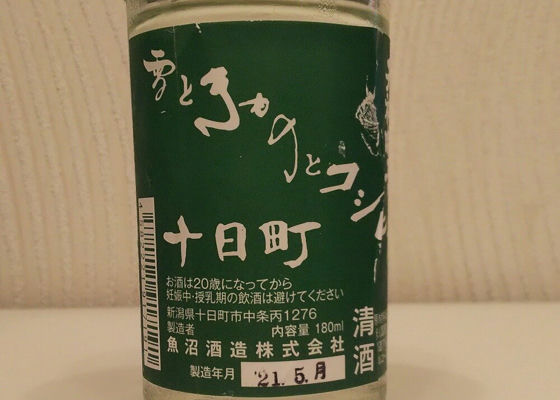 雪ときものとコシ
十日町
お酒は20歳になってから
妊娠中・授乳期の飲酒は避けてください
新潟県十日町市中条丙1276
製造者 内容量 180ml
魚沼酒造株式会社
製造年月 '21.5.月
清酒